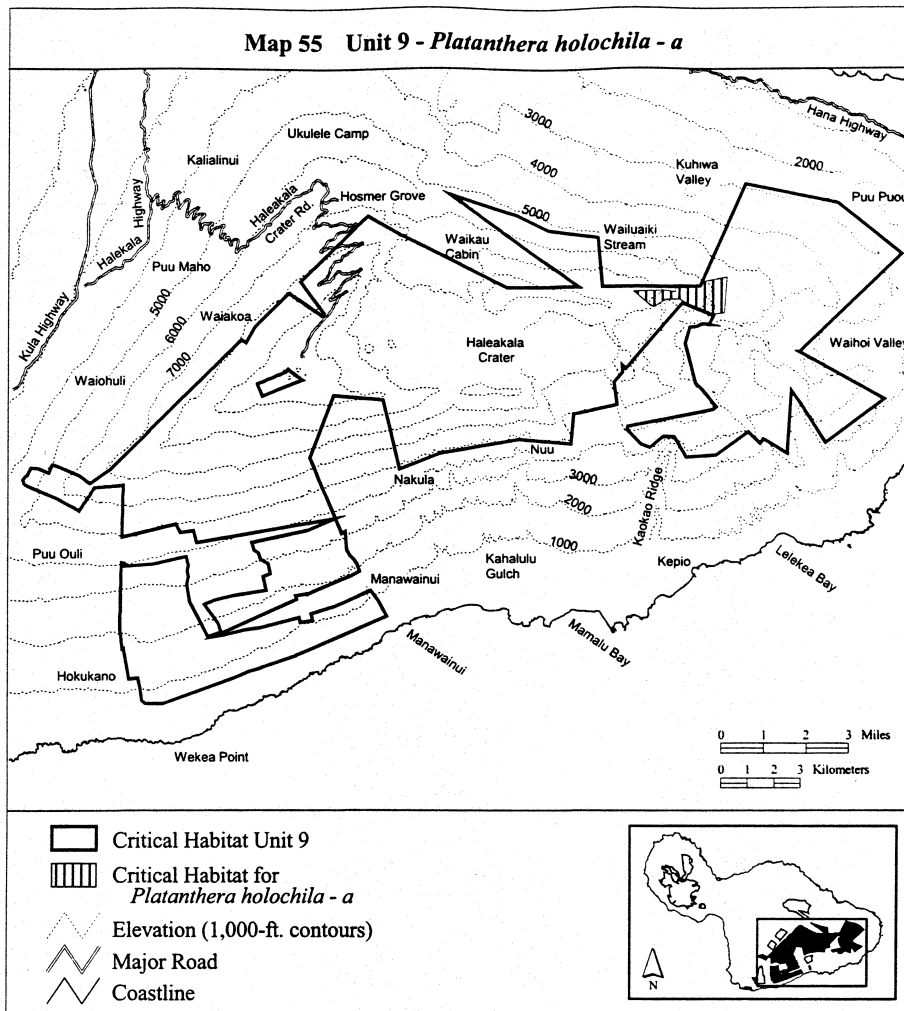 Map 55 Unit 9 - Platanthera holochila - a
Hana Highway
3000
Ukulele Camp
2000
Kalialinui
4000
Kuhiwa
Valley
Haleakala
Crater Rd.
Hosmer Grove
Puu Puou
Halekala
Highway
5000
Waikau
Cabin
Wailuaiki
Stream
Puu Maho
5000
6000
7000
Waiakoa
Kula Highway
Haleakala
Crater
Waihoi Valley
Waiohuli
Nuu
Nakula
3000
2000
1000
Kaokao Ridge
Puu Ouli
Kahalulu
Gulch
Kepio
Lelekea Bay
Manawainui
Manawainui
Mamalu Bay
Hokukano
Wekea Point
0 1 2 3 Miles
0 1 2 3 Kilometers
Critical Habitat Unit 9
Critical Habitat for
Platanthera holochila - a
Elevation (1,000-ft. contours)
Major Road
Coastline
N